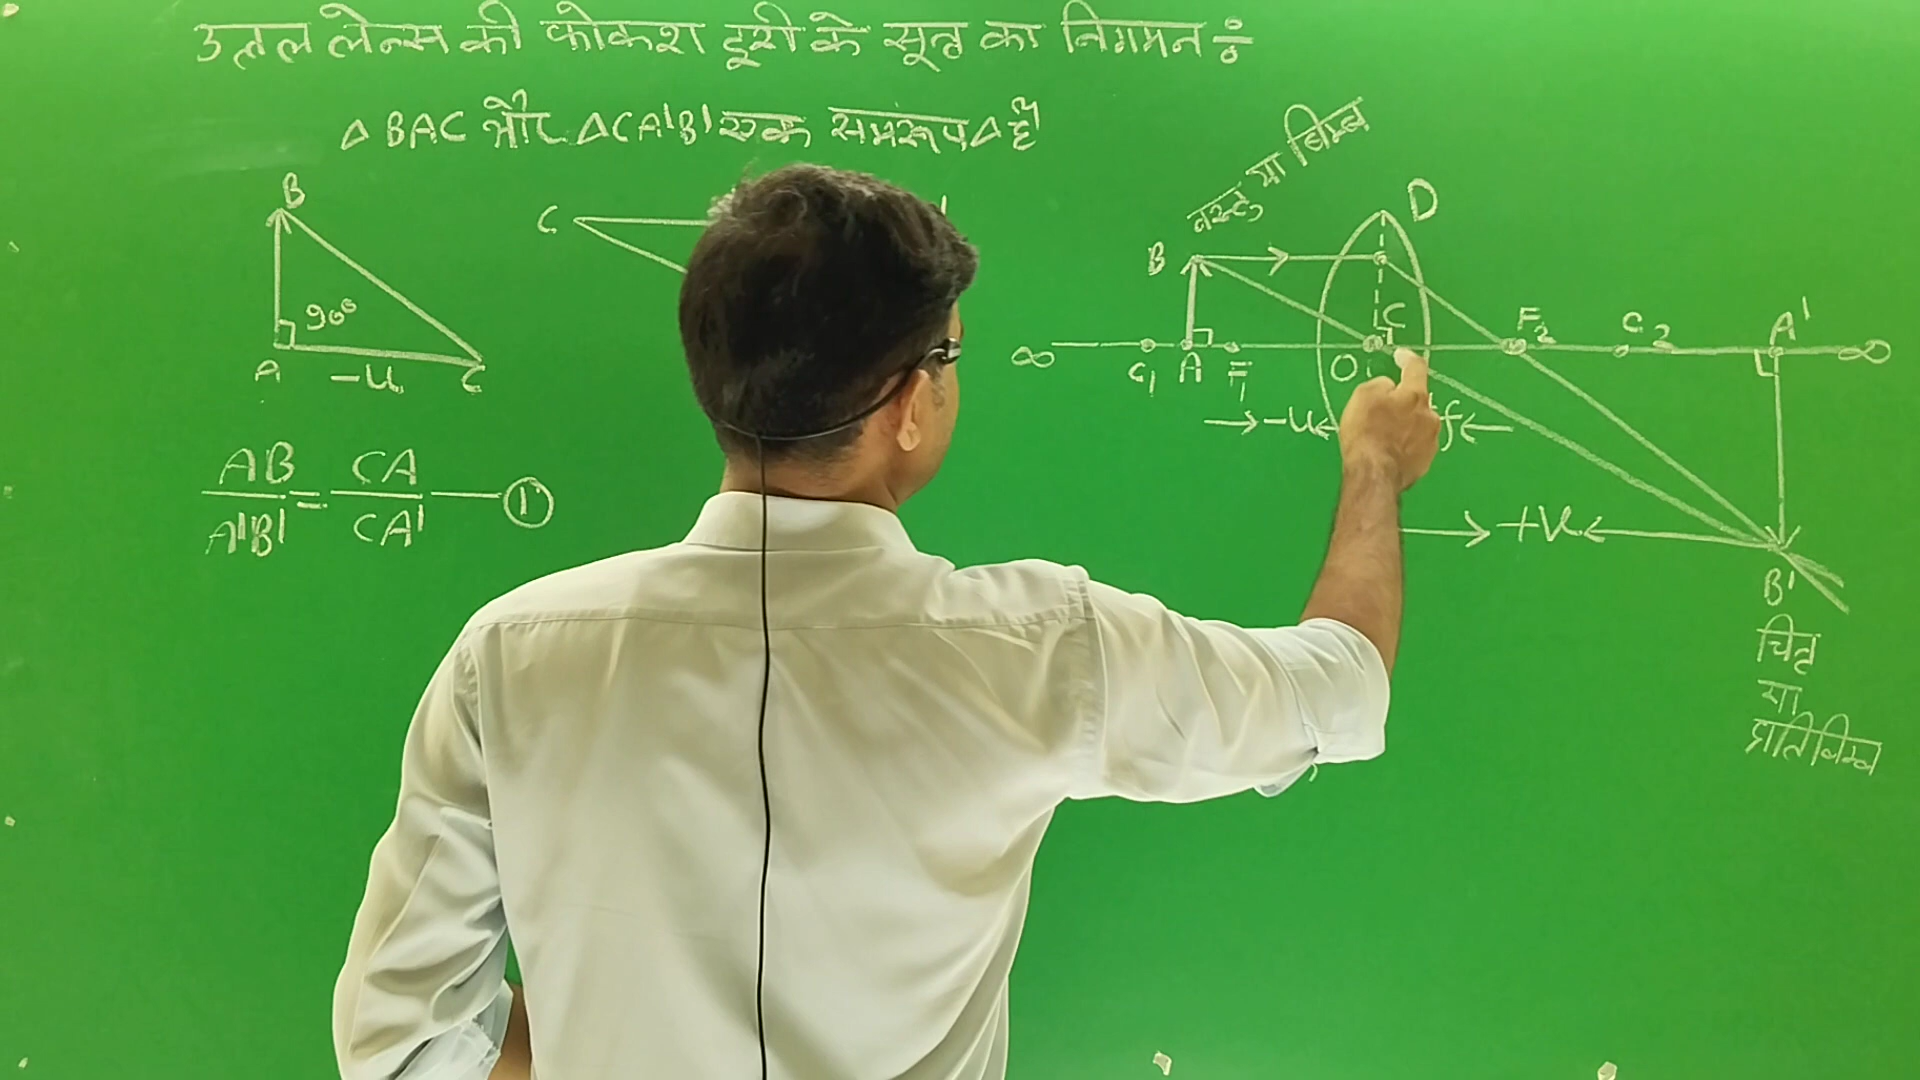 उत्तल लेन्स की फोकश दूरी के सूत्र का निगमन ÷
△ BAC और △CA'B' एक समरूप △ है
B
90°
A
-u
C
C
AB/A'B' = CA/CA' — ①
वस्तु या बिम्ब
D
B
C
F2
C2
A'
∞
C1
A
F1
O
∞
-u
f
+v
B'
चित्र
या
प्रतिबिम्ब